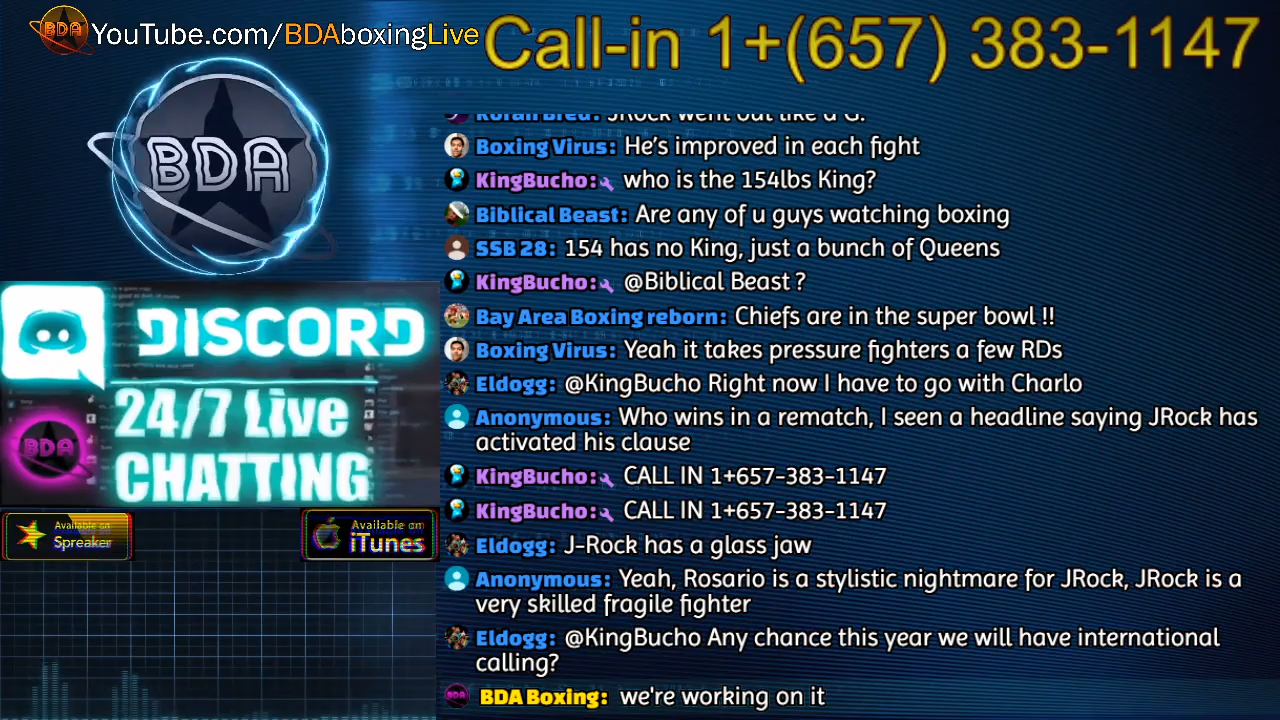 YouTube.com/BDAboxingLive
Call-in 1+(657) 383-1147
BDA
BDA
DISCORD
24/7 Live
CHATTING
BDA
Available on
Spreaker
Available on
iTunes
JRock went out like a G.
Boxing Virus: He's improved in each fight
KingBucho: who is the 154lbs King?
Biblical Beast: Are any of u guys watching boxing
SSB 28: 154 has no King, just a bunch of Queens
KingBucho: @Biblical Beast ?
Bay Area Boxing reborn: Chiefs are in the super bowl !!
Boxing Virus: Yeah it takes pressure fighters a few RDs
Eldogg: @KingBucho Right now I have to go with Charlo
Anonymous: Who wins in a rematch, I seen a headline saying JRock has
activated his clause
KingBucho: CALL IN 1+657-383-1147
KingBucho: CALL IN 1+657-383-1147
Eldogg: J-Rock has a glass jaw
Anonymous: Yeah, Rosario is a stylistic nightmare for JRock, JRock is a
very skilled fragile fighter
Eldogg: @KingBucho Any chance this year we will have international
calling?
BDA Boxing: we're working on it